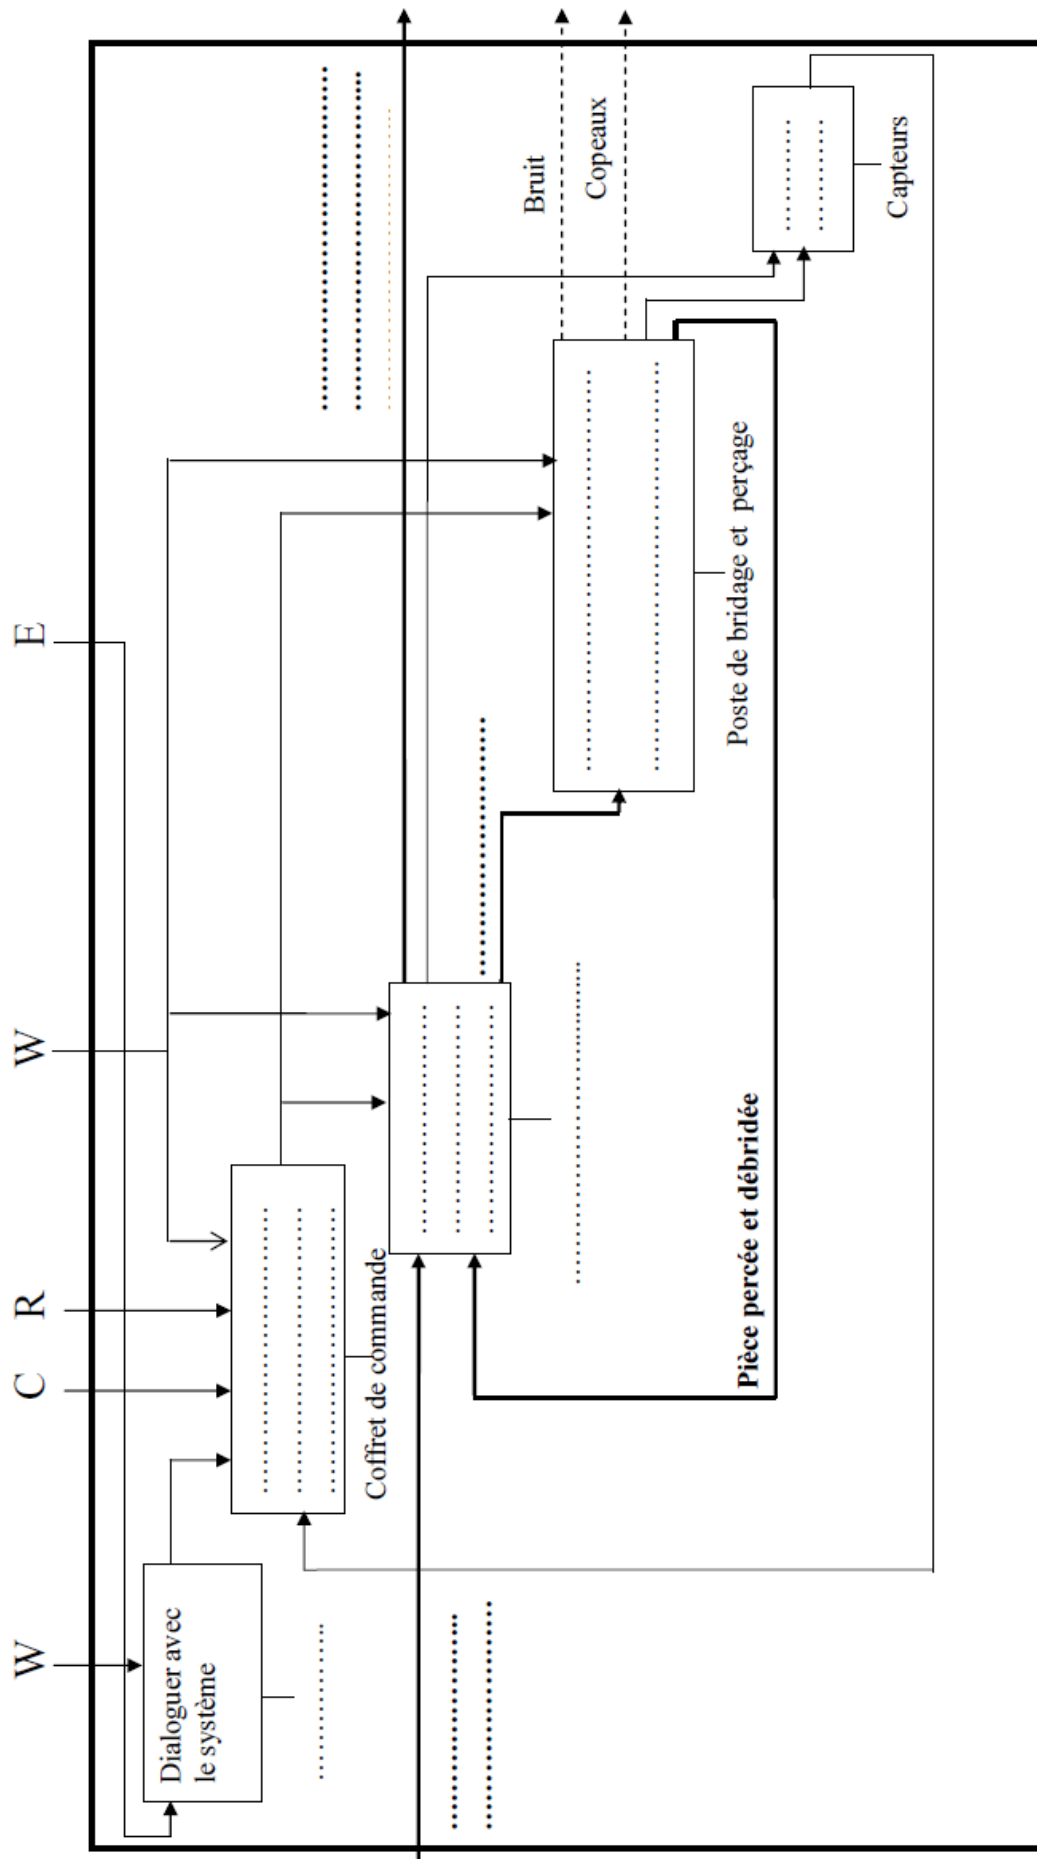 W
C
R
W
E
Dialoguer avec
le système
Coffret de commande
Bruit
Copeaux
Poste de bridage et perçage
Capteurs
Pièce percée et débridée